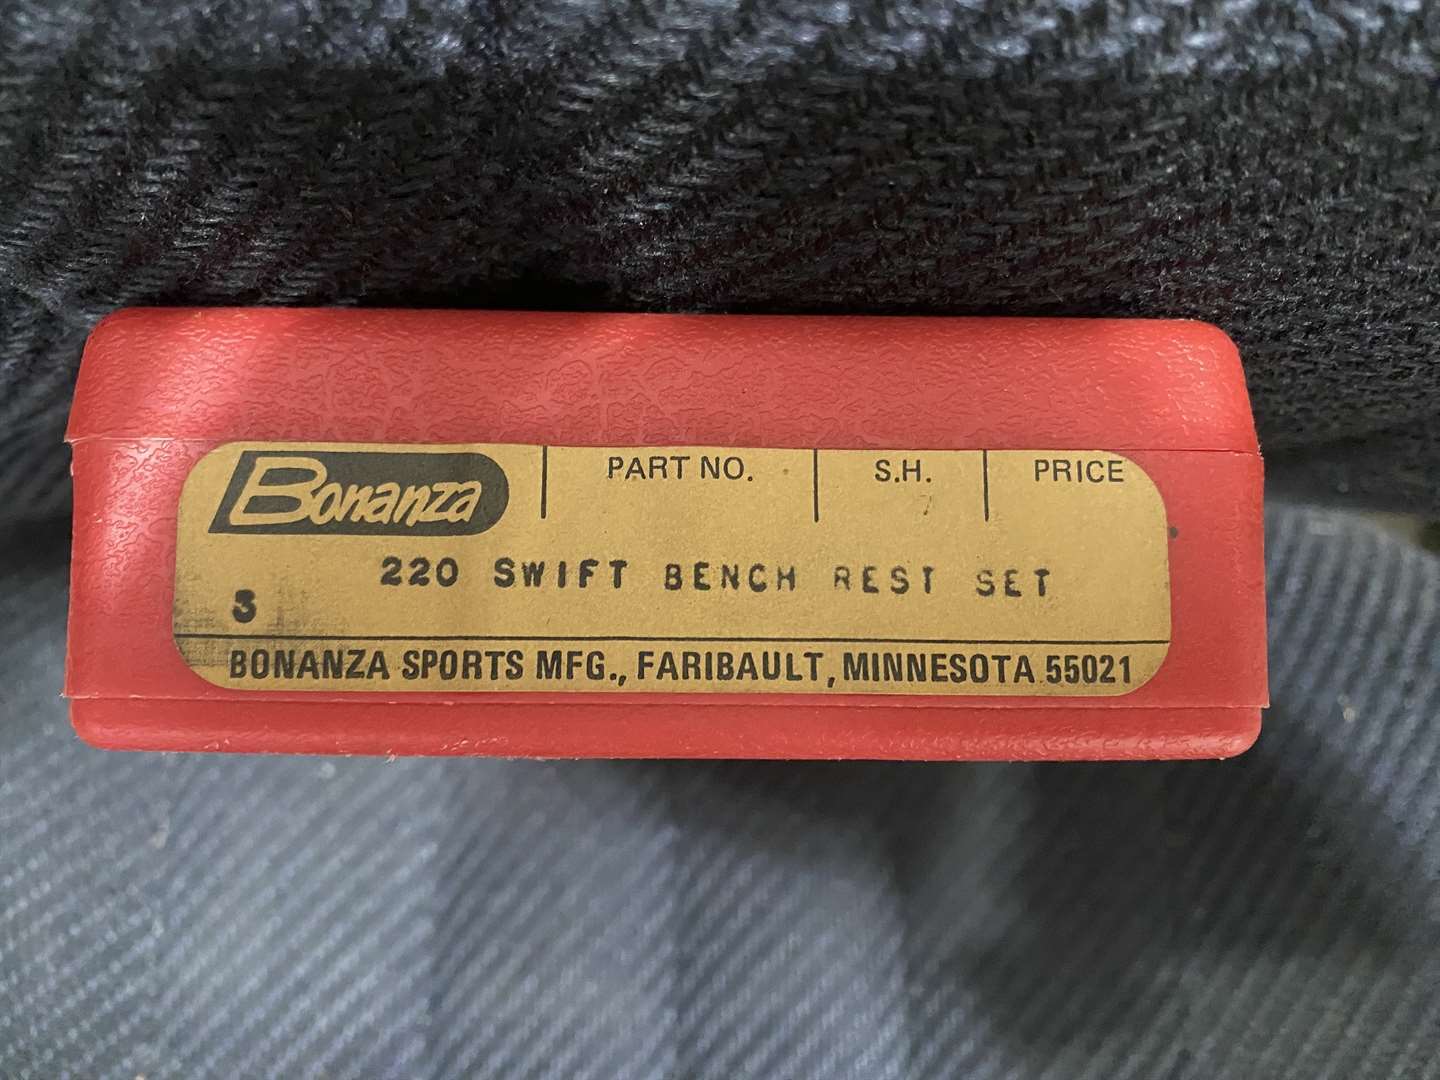 Bonanza PART NO. S.H. PRICE
220 SWIFT BENCH REST SET
3
BONANZA SPORTS MFG., FARIBAULT, MINNESOTA 55021